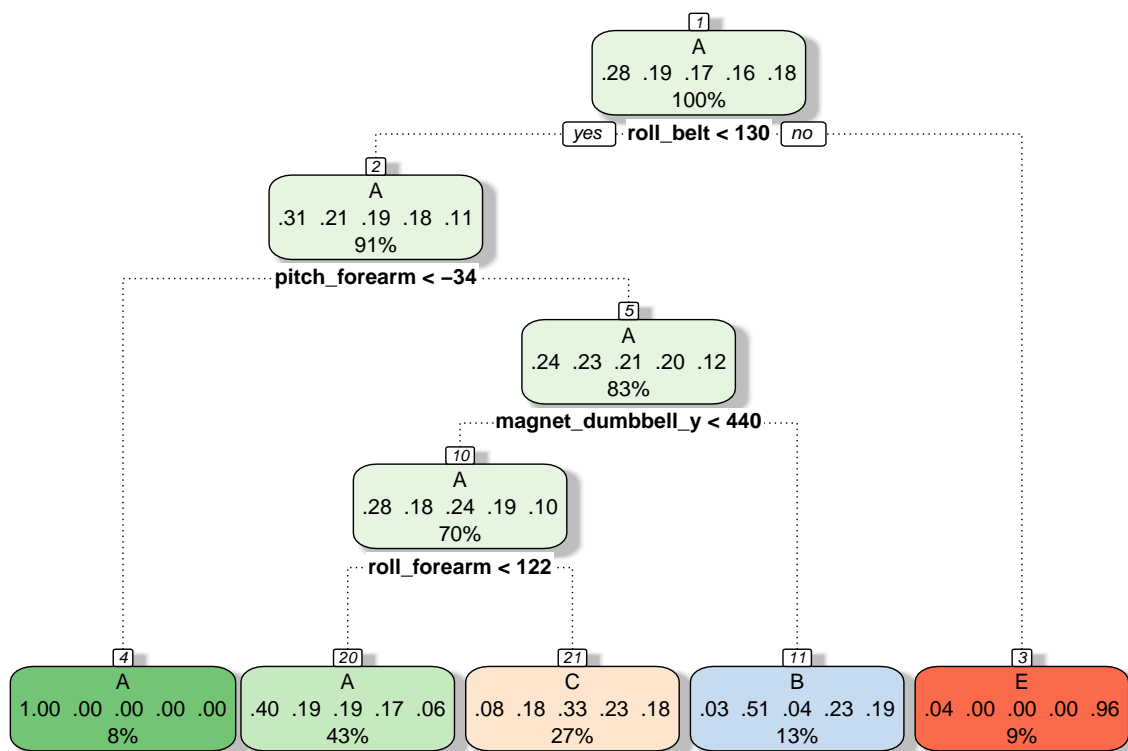 1
A
.28 .19 .17 .16 .18
100%
yes roll_belt < 130 no
2
A
.31 .21 .19 .18 .11
91%
pitch_forearm < −34
5
A
.24 .23 .21 .20 .12
83%
magnet_dumbbell_y < 440
10
A
.28 .18 .24 .19 .10
70%
roll_forearm < 122
4
A
1.00 .00 .00 .00 .00
8%
20
A
.40 .19 .19 .17 .06
43%
21
C
.08 .18 .33 .23 .18
27%
11
B
.03 .51 .04 .23 .19
13%
3
E
.04 .00 .00 .00 .96
9%